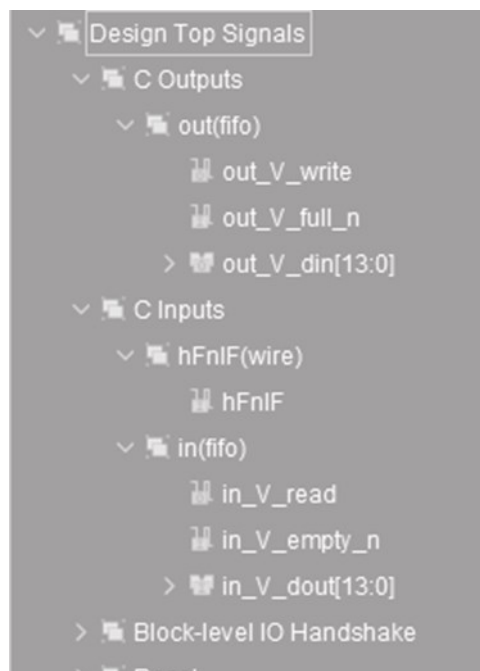 Design Top Signals
C Outputs
out(fifo)
out_V_write
out_V_full_n
out_V_din[13:0]
C Inputs
hFnIF(wire)
hFnIF
in(fifo)
in_V_read
in_V_empty_n
in_V_dout[13:0]
Block-level IO Handshake